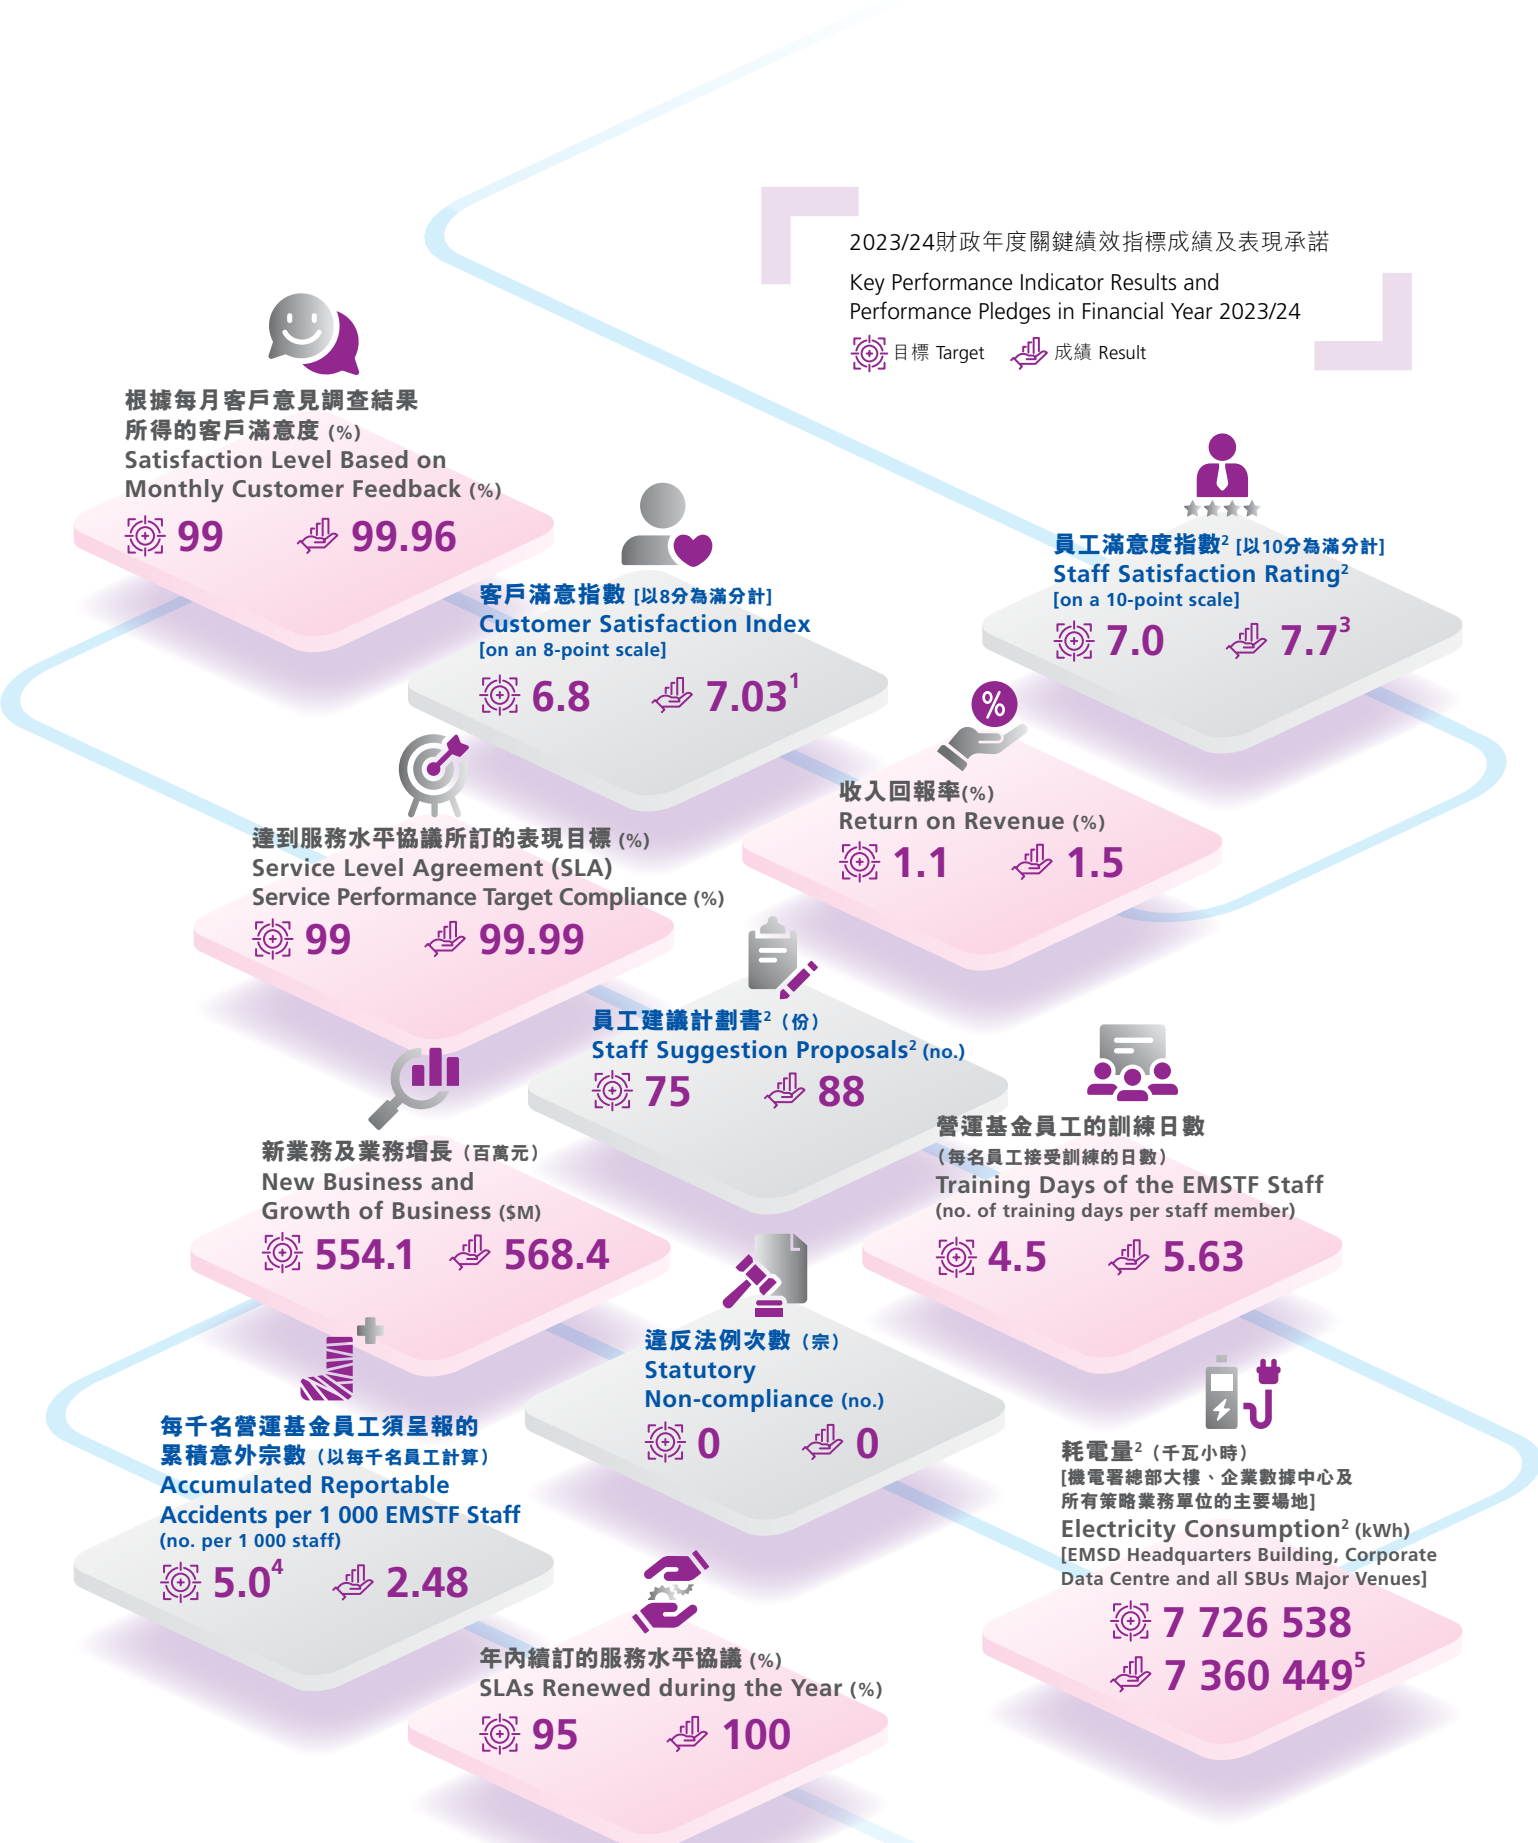 2023/24財政年度關鍵績效指標成績及表現承諾
Key Performance Indicator Results and
Performance Pledges in Financial Year 2023/24
目標 Target 成績 Result
根據每月客戶意見調查結果
所得的客戶滿意度 (%)
Satisfaction Level Based on
Monthly Customer Feedback (%)
99 99.96
客戶滿意指數 [以8分為滿分計]
Customer Satisfaction Index
[on an 8-point scale]
6.8 7.03¹
員工滿意度指數² [以10分為滿分計]
Staff Satisfaction Rating²
[on a 10-point scale]
7.0 7.7³
%
收入回報率(%)
Return on Revenue (%)
1.1 1.5
達到服務水平協議所訂的表現目標 (%)
Service Level Agreement (SLA)
Service Performance Target Compliance (%)
99 99.99
員工建議計劃書²（份）
Staff Suggestion Proposals² (no.)
75 88
新業務及業務增長（百萬元）
New Business and
Growth of Business ($M)
554.1 568.4
營運基金員工的訓練日數
（每名員工接受訓練的日數）
Training Days of the EMSTF Staff
(no. of training days per staff member)
4.5 5.63
違反法例次數（宗）
Statutory
Non-compliance (no.)
0 0
每千名營運基金員工須呈報的
累積意外宗數（以每千名員工計算）
Accumulated Reportable
Accidents per 1 000 EMSTF Staff
(no. per 1 000 staff)
5.0⁴ 2.48
耗電量²（千瓦小時）
[機電署總部大樓、企業數據中心及
所有策略業務單位的主要場地]
Electricity Consumption² (kWh)
[EMSD Headquarters Building, Corporate
Data Centre and all SBUs Major Venues]
7 726 538
7 360 449⁵
年內續訂的服務水平協議 (%)
SLAs Renewed during the Year (%)
95 100